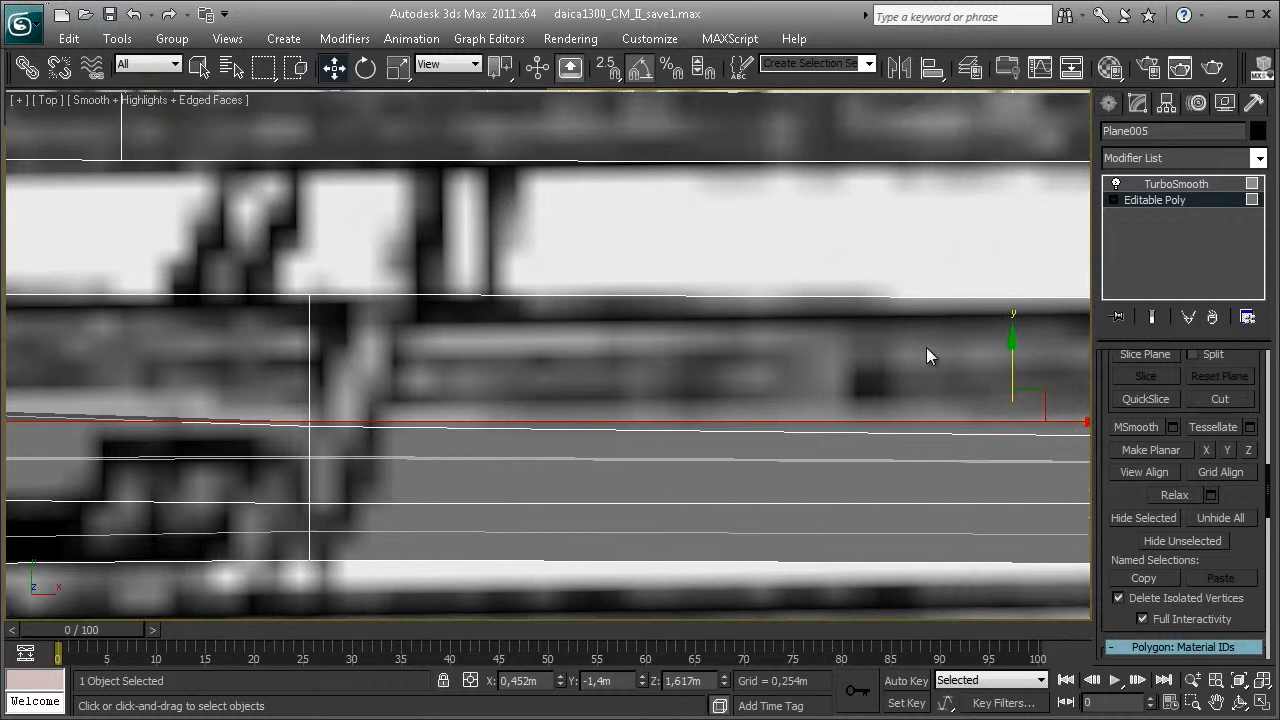 Autodesk 3ds Max 2011 x64 daica1300_CM_II_save1.max
Type a keyword or phrase
Edit Tools Group Views Create Modifiers Animation Graph Editors Rendering Customize MAXScript Help
All View 2.5 Create Selection Se
[ + ] [ Top ] [ Smooth + Highlights + Edged Faces ]
Plane005
Modifier List
TurboSmooth
Editable Poly
y
Slice Plane Split
Slice Reset Plane
QuickSlice Cut
MSmooth Tessellate
Make Planar X Y Z
View Align Grid Align
Relax
Hide Selected Unhide All
Hide Unselected
Named Selections:
Copy Paste
Delete Isolated Vertices
Full Interactivity
- Polygon: Material IDs
z x
< 0 / 100 >
0 5 10 15 20 25 30 35 40 45 50 55 60 65 70 75 80 85 90 95 100
1 Object Selected X: 0,452m Y: -1,4m Z: 1,617m Grid = 0,254m Auto Key Selected
Welcome Click or click-and-drag to select objects Add Time Tag Set Key Key Filters... 0